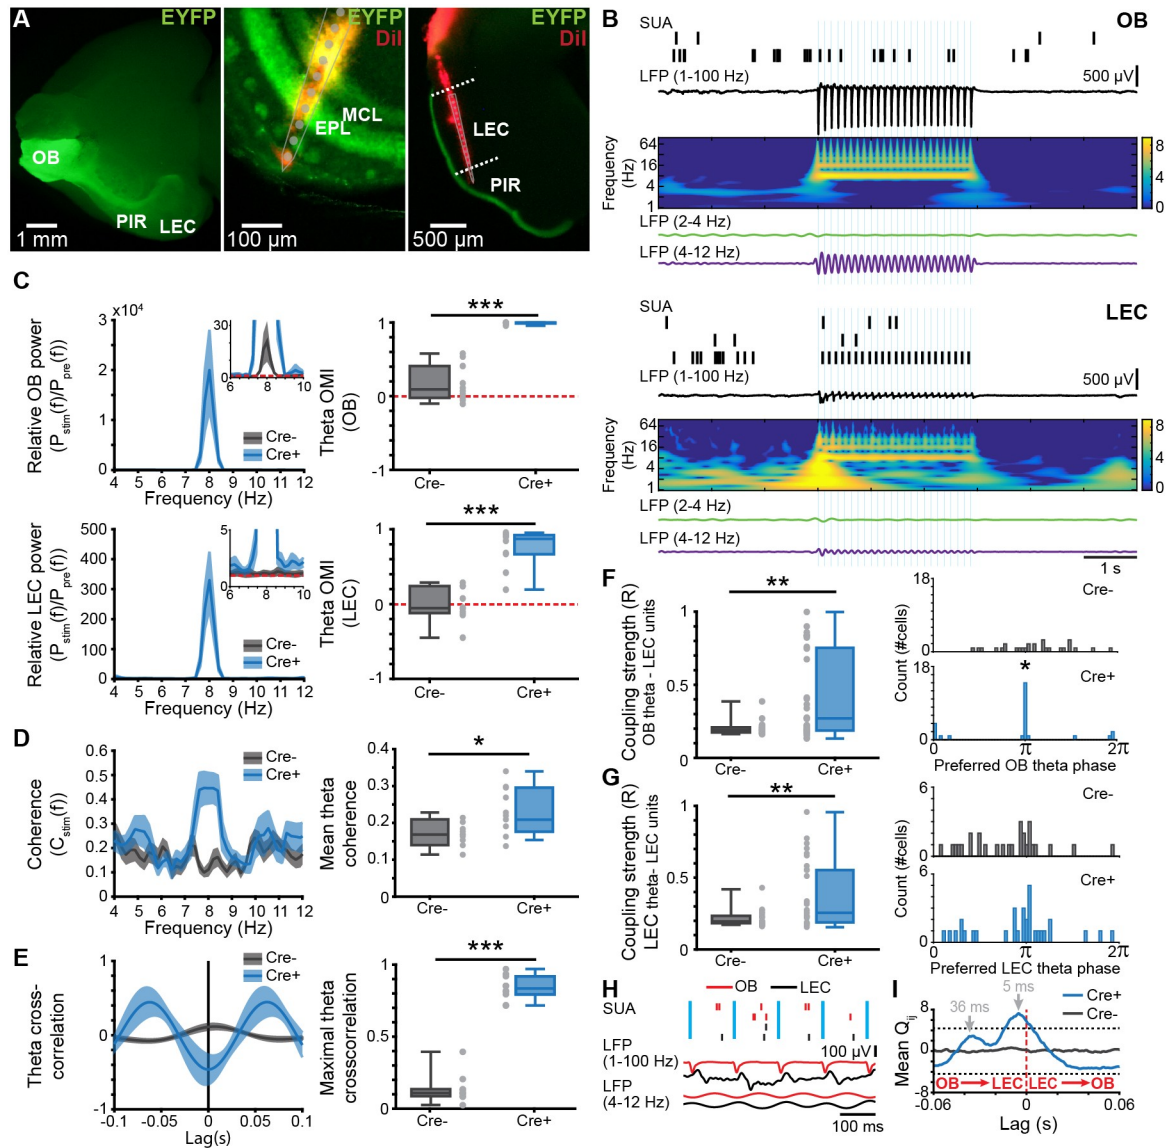 A
EYFP
OB
PIR
LEC
1 mm
EYFP
DiI
MCL
EPL
100 µm
EYFP
DiI
LEC
PIR
500 µm
B
OB
SUA
LFP (1-100 Hz)
500 µV
Frequency
(Hz)
64
16
4
1
8
4
0
LFP (2-4 Hz)
LFP (4-12 Hz)
SUA
LEC
LFP (1-100 Hz)
500 µV
Frequency
(Hz)
64
16
4
1
8
4
0
LFP (2-4 Hz)
LFP (4-12 Hz)
1 s
C
Relative OB power
(Pstim(f)/Ppre(f))
x10⁴
3
2
1
0
30
0
6 8 10
Cre-
Cre+
4 5 6 7 8 9 10 11 12
Frequency (Hz)
Theta OMI
(OB)
***
1
0
-1
Cre- Cre+
Relative LEC power
(Pstim(f)/Ppre(f))
500
400
300
200
100
0
5
0
6 8 10
Cre-
Cre+
4 5 6 7 8 9 10 11 12
Frequency (Hz)
Theta OMI
(LEC)
***
1
0
-1
Cre- Cre+
D
Coherence
(Cstim(f))
0.6
0.5
0.4
0.3
0.2
0.1
0
Cre-
Cre+
4 5 6 7 8 9 10 11 12
Frequency (Hz)
Mean theta
coherence
*
0.4
0.3
0.2
0.1
0
Cre- Cre+
E
Theta cross-
correlation
1
0
-1
Cre-
Cre+
-0.1 -0.05 0 0.05 0.1
Lag(s)
Maximal theta
crosscorrelation
***
1
0.5
0
Cre- Cre+
F
Coupling strength (R)
OB theta - LEC units
**
1
0.5
0
Cre- Cre+
Count (#cells)
18
0
Cre-
18
0
*
Cre+
0 π 2π
Preferred OB theta phase
G
Coupling strength (R)
LEC theta- LEC units
**
1
0.5
0
Cre- Cre+
Count (#cells)
6
3
0
Cre-
6
3
0
Cre+
0 π 2π
Preferred LEC theta phase
H
OB LEC
SUA
LFP
(1-100 Hz)
100 µV
LFP
(4-12 Hz)
100 ms
I
5 ms
36 ms
Cre+
Cre-
Mean Qij
8
0
-8
OB LEC LEC OB
-0.06 0 0.06
Lag (s)